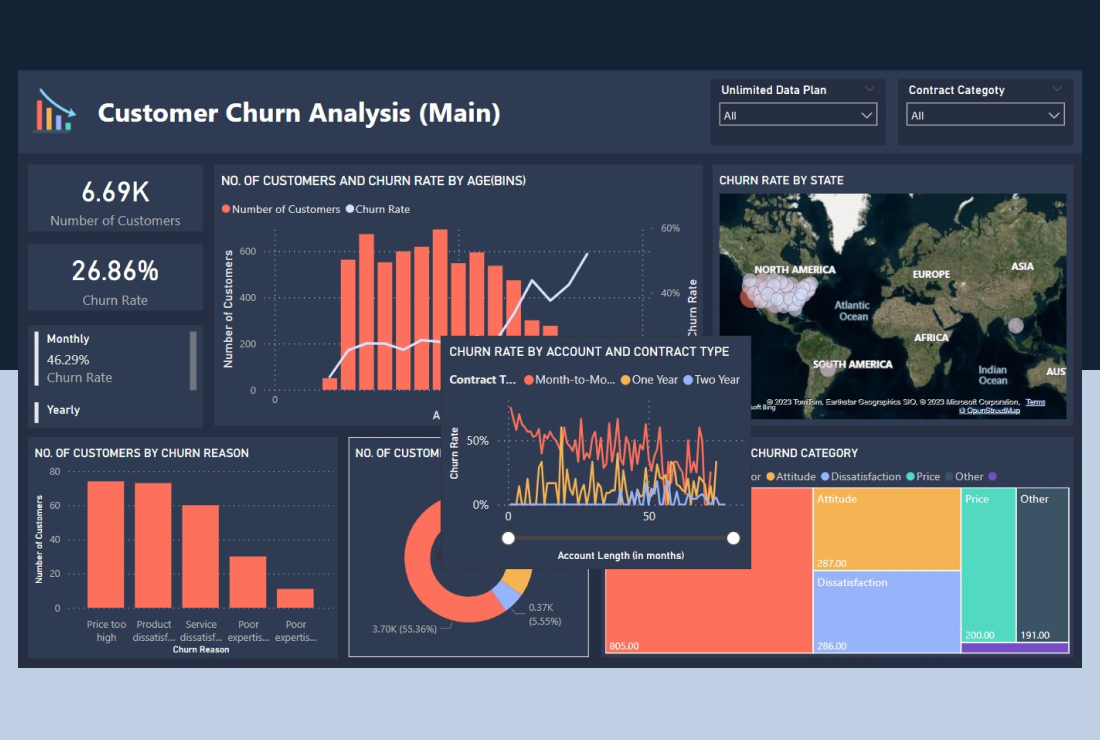 Customer Churn Analysis (Main)
Unlimited Data Plan
All
Contract Categoty
All
6.69K
Number of Customers
26.86%
Churn Rate
Monthly
46.29%
Churn Rate
Yearly
NO. OF CUSTOMERS AND CHURN RATE BY AGE(BINS)
Number of Customers Churn Rate
Number of Customers
600
400
200
0
0
60%
40%
Churn Rate
A
CHURN RATE BY STATE
NORTH AMERICA
EUROPE
ASIA
Atlantic
Ocean
AFRICA
SOUTH AMERICA
Indian
Ocean
AUS
© 2023 TomTom, Earthstar Geographics SIO, © 2023 Microsoft Corporation, Terms
© OpenStreetMap
soft Bing
CHURN RATE BY ACCOUNT AND CONTRACT TYPE
Contract T... Month-to-Mo... One Year Two Year
Churn Rate
50%
0%
0
50
Account Length (in months)
NO. OF CUSTOMERS BY CHURN REASON
Number of Customers
80
60
40
20
0
Price too
high
Product
dissatisf...
Service
dissatisf...
Poor
expertis...
Poor
expertis...
Churn Reason
NO. OF CUSTOM
3.70K (55.36%)
0.37K
(5.55%)
CHURND CATEGORY
or Attitude Dissatisfaction Price Other
805.00
Attitude
287.00
Dissatisfaction
286.00
Price
200.00
Other
191.00